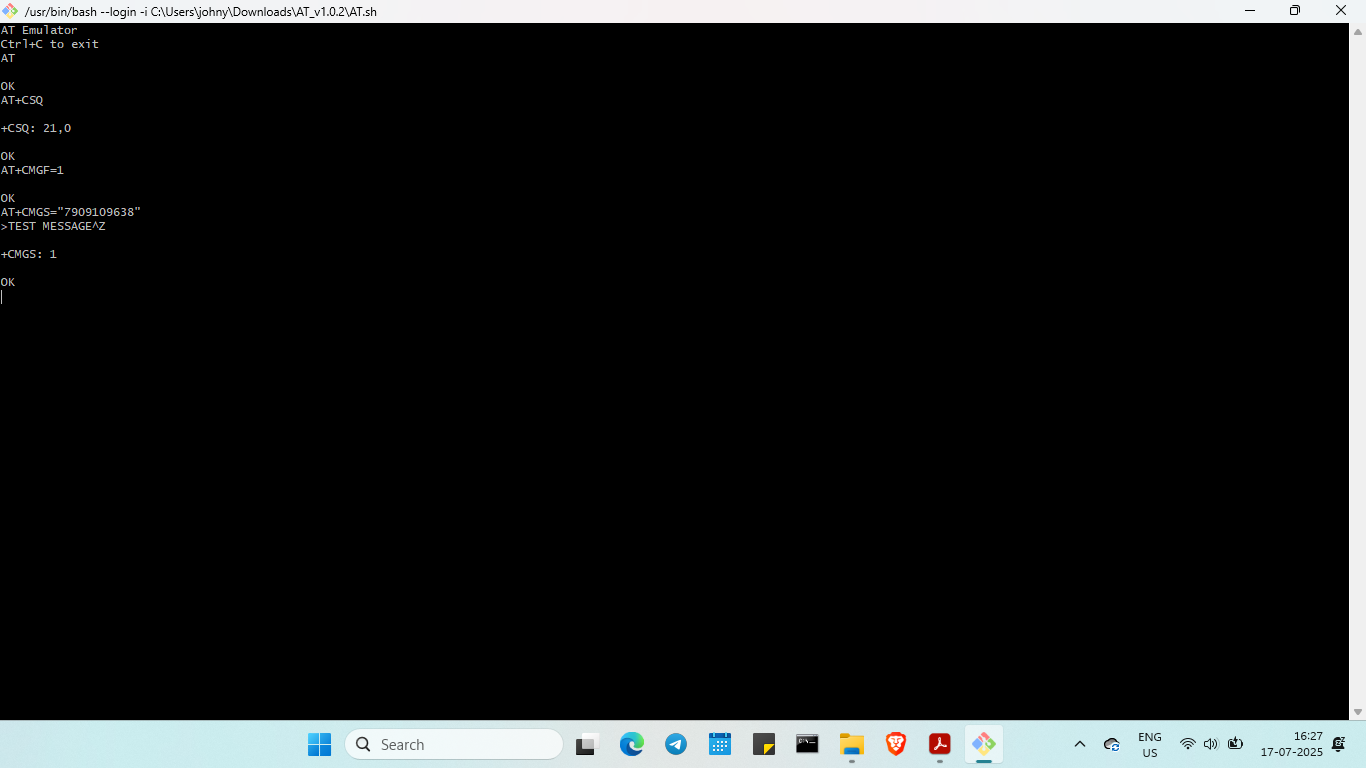 /usr/bin/bash --login -i C:\Users\johny\Downloads\AT_v1.0.2\AT.sh
AT Emulator
Ctrl+C to exit
AT
OK
AT+CSQ
+CSQ: 21,0
OK
AT+CMGF=1
OK
AT+CMGS="7909109638"
>TEST MESSAGE^Z
+CMGS: 1
OK
Search
ENG
US
16:27
17-07-2025